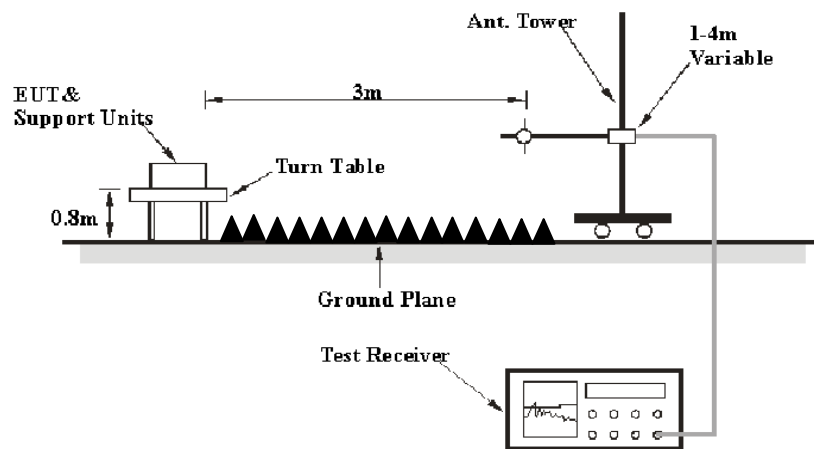 Ant. Tower
1-4m
Variable
3m
EUT&
Support Units
Turn Table
0.8m
Ground Plane
Test Receiver